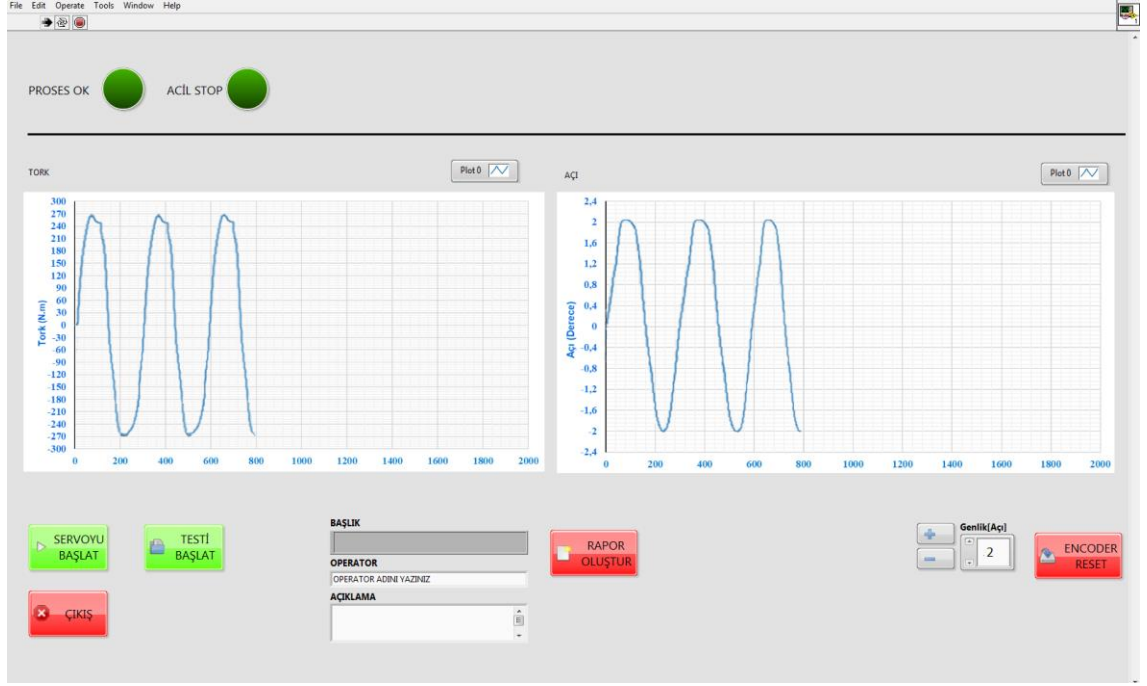 File Edit Operate Tools Window Help
PROSES OK
ACİL STOP
TORK
Plot 0
AÇI
Plot 0
300
270
240
210
180
150
120
90
60
30
0
-30
-60
-90
-120
-150
-180
-210
-240
-270
-300
Tork (N.m)
0 200 400 600 800 1000 1200 1400 1600 1800 2000
2,4
2
1,6
1,2
0,8
0,4
0
-0,4
-0,8
-1,2
-1,6
-2
-2,4
Açı (Derece)
0 200 400 600 800 1000 1200 1400 1600 1800 2000
SERVOYU
BAŞLAT
TESTİ
BAŞLAT
ÇIKIŞ
BAŞLIK
OPERATOR
OPERATOR ADINI YAZINIZ
AÇIKLAMA
RAPOR
OLUŞTUR
Genlik[Açı]
2
ENCODER
RESET